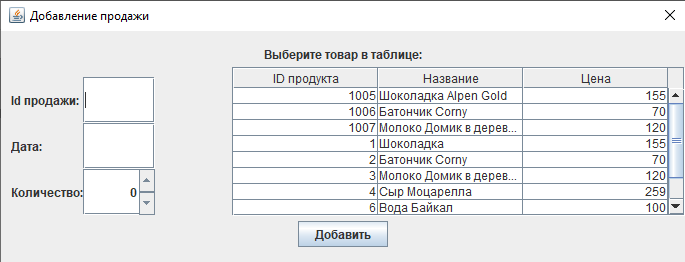 Добавление продажи
Выберите товар в таблице:
Id продажи:
Дата:
Количество: 0
ID продукта Название Цена
1005 Шоколадка Alpen Gold 155
1006 Батончик Corny 70
1007 Молоко Домик в дерев... 120
1 Шоколадка 155
2 Батончик Corny 70
3 Молоко Домик в дерев... 120
4 Сыр Моцарелла 259
6 Вода Байкал 100
Добавить